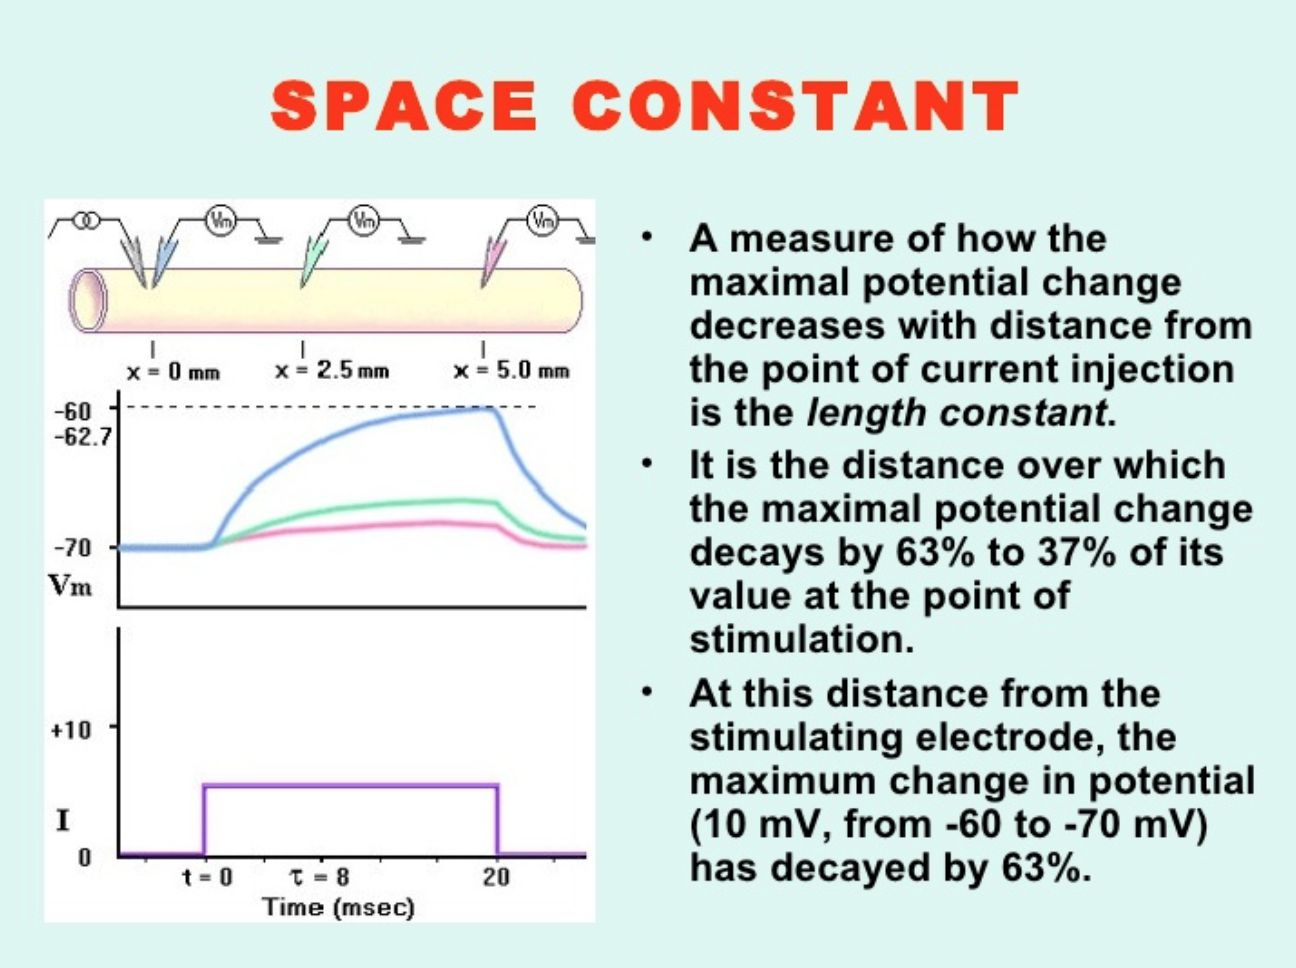 SPACE CONSTANT
Vm
Vm
Vm
x = 0 mm
x = 2.5 mm
x = 5.0 mm
-60
-62.7
-70
Vm
+10
I
0
t = 0
τ = 8
20
Time (msec)
• A measure of how the
maximal potential change
decreases with distance from
the point of current injection
is the length constant.
• It is the distance over which
the maximal potential change
decays by 63% to 37% of its
value at the point of
stimulation.
• At this distance from the
stimulating electrode, the
maximum change in potential
(10 mV, from -60 to -70 mV)
has decayed by 63%.